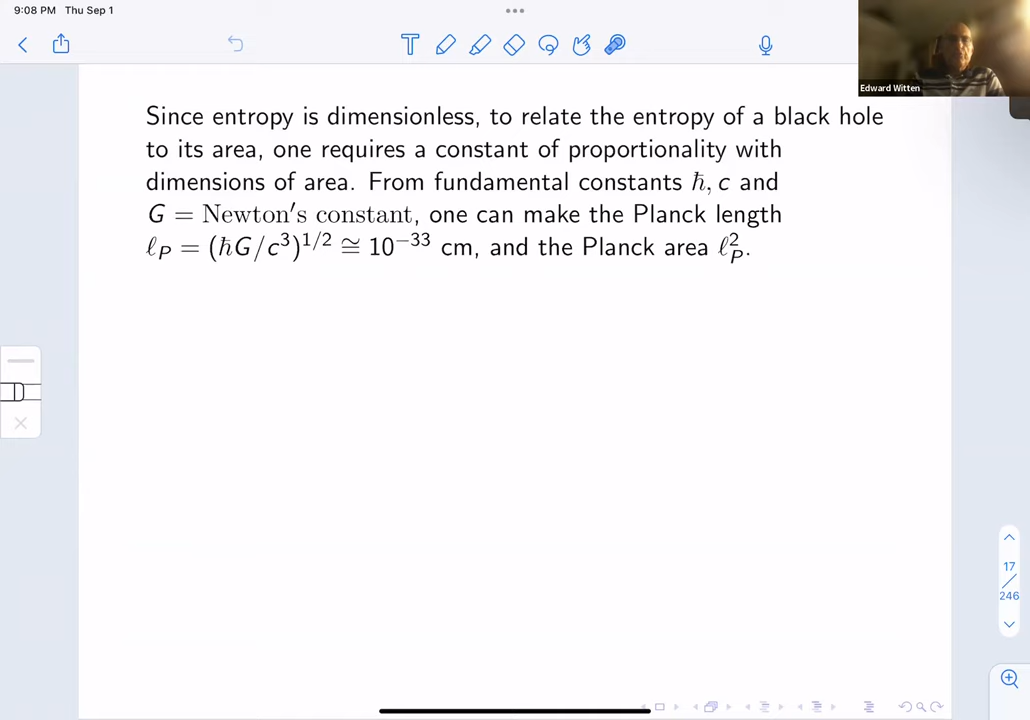 9:08 PM Thu Sep 1
Edward Witten
Since entropy is dimensionless, to relate the entropy of a black hole
to its area, one requires a constant of proportionality with
dimensions of area. From fundamental constants ℏ, c and
G = Newton's constant, one can make the Planck length
ℓ_P = (ℏG/c³)^{1/2} ≅ 10⁻³³ cm, and the Planck area ℓ_P².
17
246